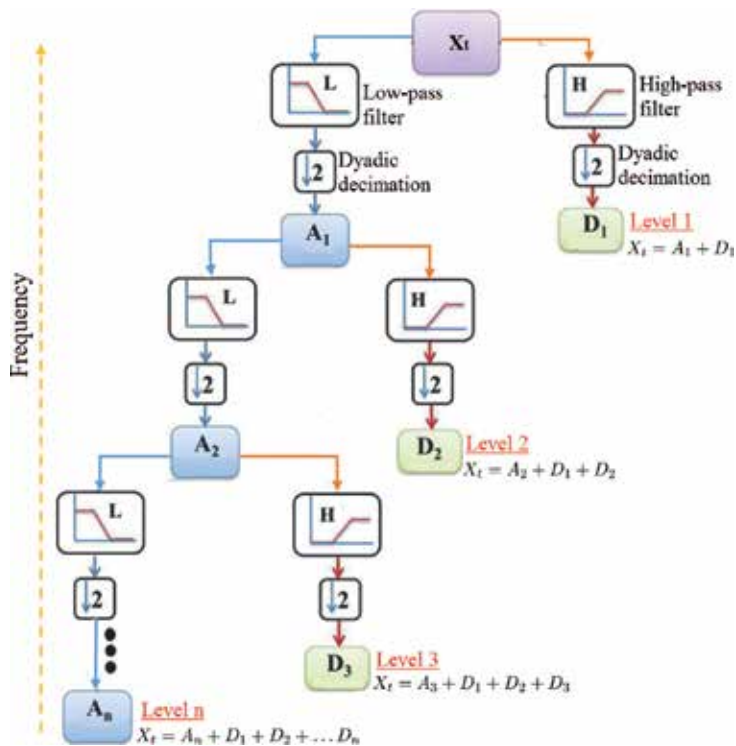 Xₜ
L
Low-pass
filter
H
High-pass
filter
2
Dyadic
decimation
2
Dyadic
decimation
A₁
D₁
Level 1
Xₜ = A₁ + D₁
Frequency
L
H
2
2
A₂
D₂
Level 2
Xₜ = A₂ + D₁ + D₂
L
H
2
2
D₃
Level 3
Xₜ = A₃ + D₁ + D₂ + D₃
Aₙ
Level n
Xₜ = Aₙ + D₁ + D₂ + … Dₙ